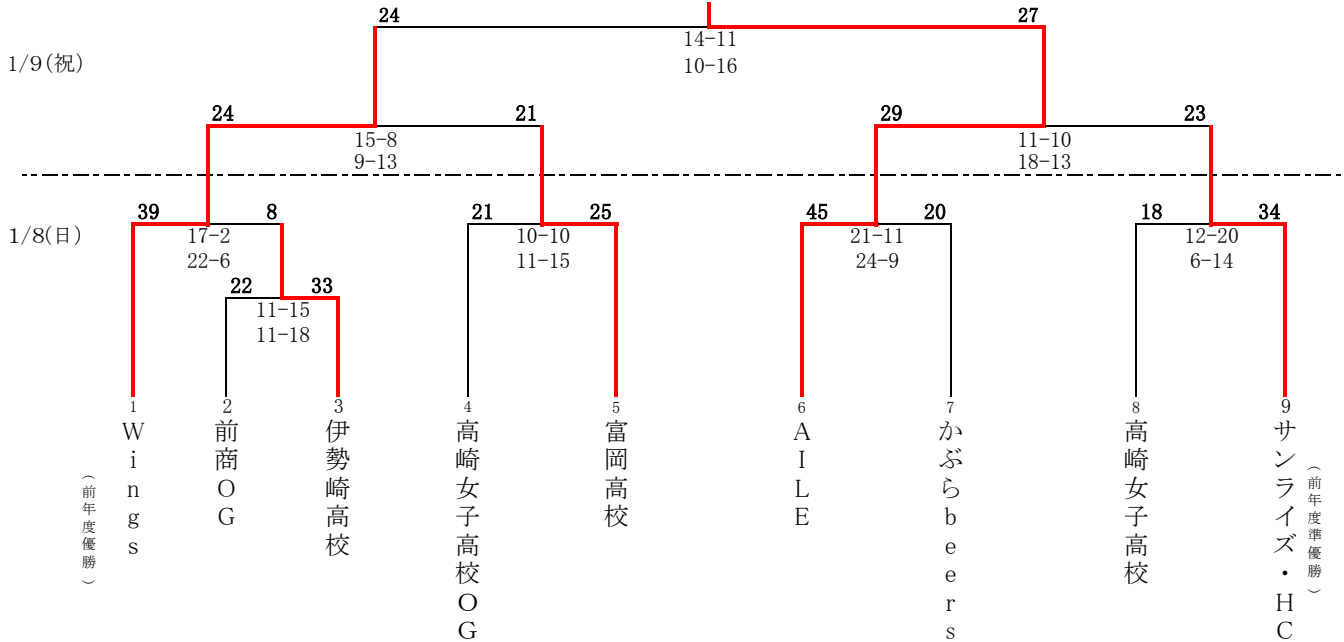 24 27
14-11
1/9(祝)
10-16
24 21 29 23
15-8 11-10
9-13 18-13
39 8 21 25 45 20 18 34
1/8(日)
17-2 10-10 21-11 12-20
22-6 11-15 24-9 6-14
22 33
11-15
11-18
1 2 3 4 5 6 7 8 9
Wings
(前年度優勝)
前商OG
伊勢崎高校
高崎女子高校OG
富岡高校
AILE
かぶらbeers
高崎女子高校
サンライズ・HC
(前年度準優勝)